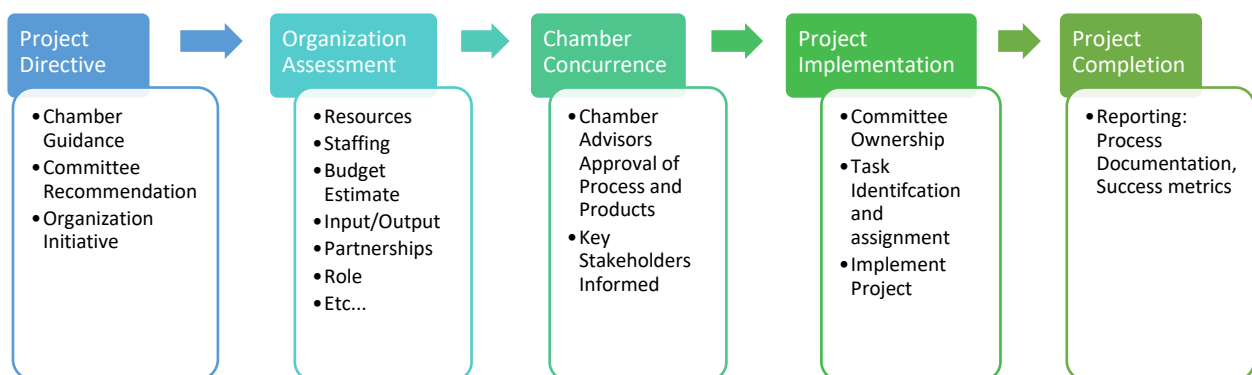 Project
Directive
•Chamber
Guidance
•Committee
Recommendation
•Organization
Initiative
Organization
Assessment
•Resources
•Staffing
•Budget
Estimate
•Input/Output
•Partnerships
•Role
•Etc...
Chamber
Concurrence
•Chamber
Advisors
Approval of
Process and
Products
•Key
Stakeholders
Informed
Project
Implementation
•Committee
Ownership
•Task
Identifcation
and
assignment
•Implement
Project
Project
Completion
•Reporting:
Process
Documentation,
Success metrics